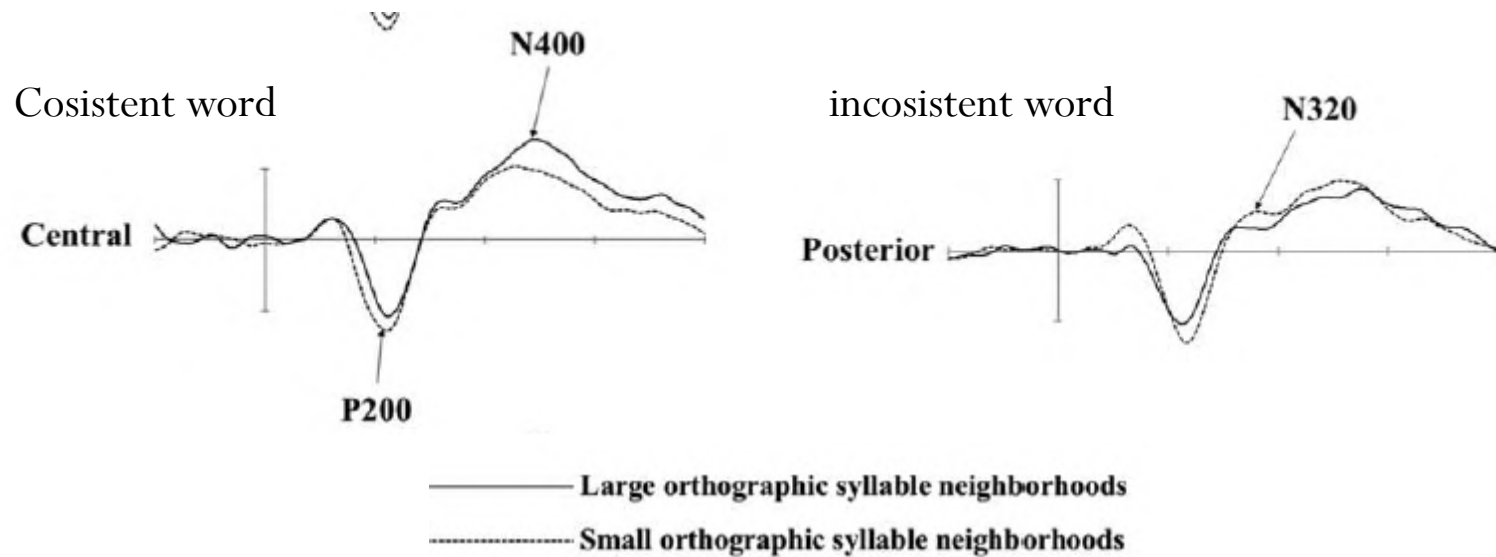 N400
Cosistent word
incosistent word
N320
Central
Posterior
P200
Large orthographic syllable neighborhoods
Small orthographic syllable neighborhoods